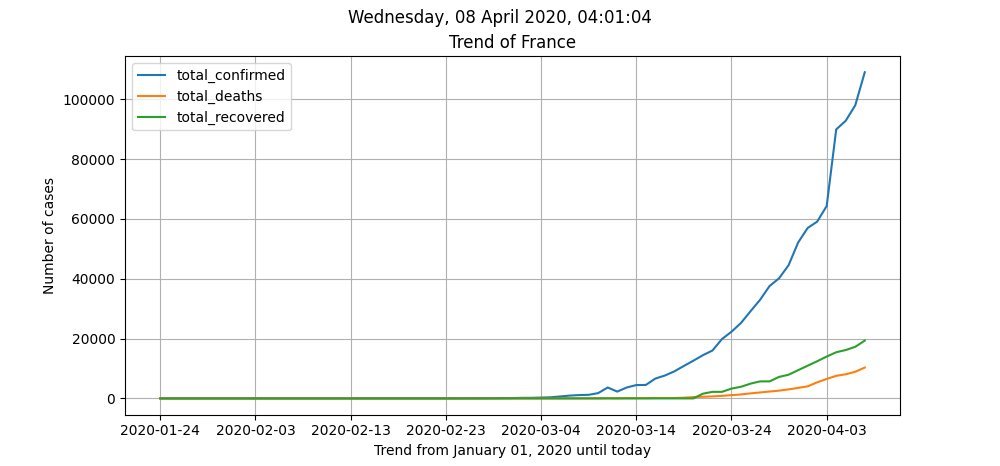 Wednesday, 08 April 2020, 04:01:04
Trend of France
total_confirmed
total_deaths
total_recovered
Number of cases
100000
80000
60000
40000
20000
0
2020-01-24 2020-02-03 2020-02-13 2020-02-23 2020-03-04 2020-03-14 2020-03-24 2020-04-03
Trend from January 01, 2020 until today